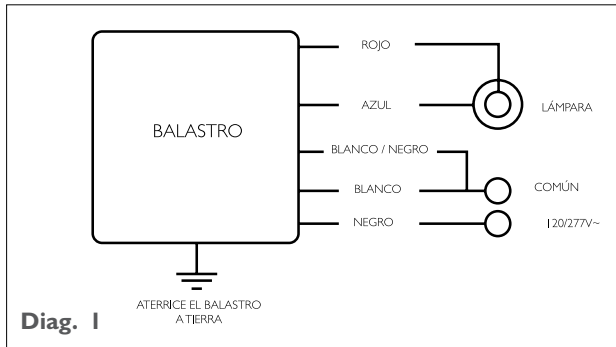 ROJO
AZUL
LÁMPARA
BALASTRO
BLANCO / NEGRO
BLANCO
COMÚN
NEGRO
120/277V~
ATERRICE EL BALASTRO
A TIERRA
Diag. 1